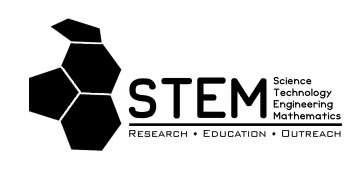 STEM
Science
Technology
Engineering
Mathematics
RESEARCH • EDUCATION • OUTREACH